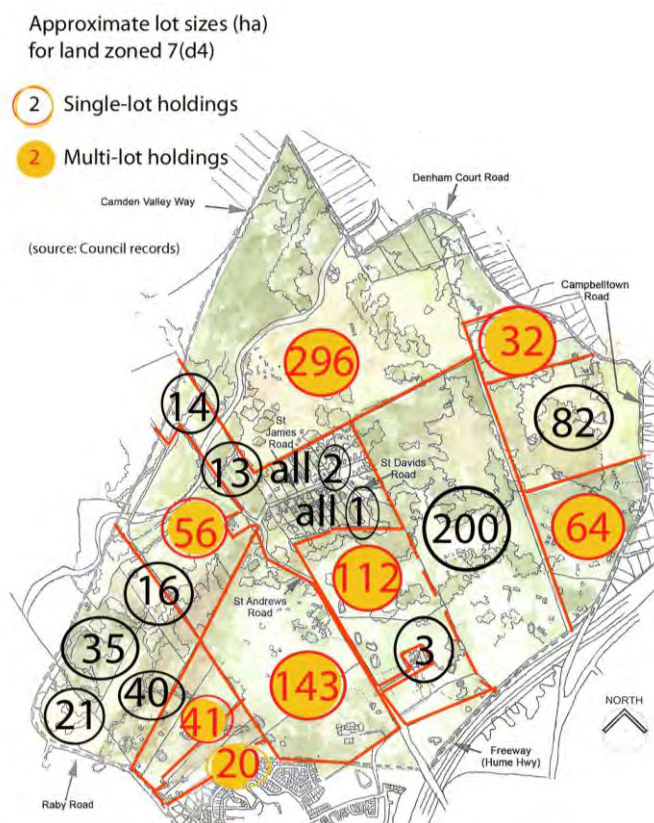 Approximate lot sizes (ha)
for land zoned 7(d4)
2 Single-lot holdings
2 Multi-lot holdings
Denham Court Road
Camden Valley Way
(source: Council records)
Campbelltown
Road
32
296
14
82
St
James
Road
13 all 2
St Davids
Road
all 1
56
200
64
112
16
St Andrews
Road
35
3
40
143
21
41
NORTH
20
Freeway
(Hume Hwy)
Raby Road